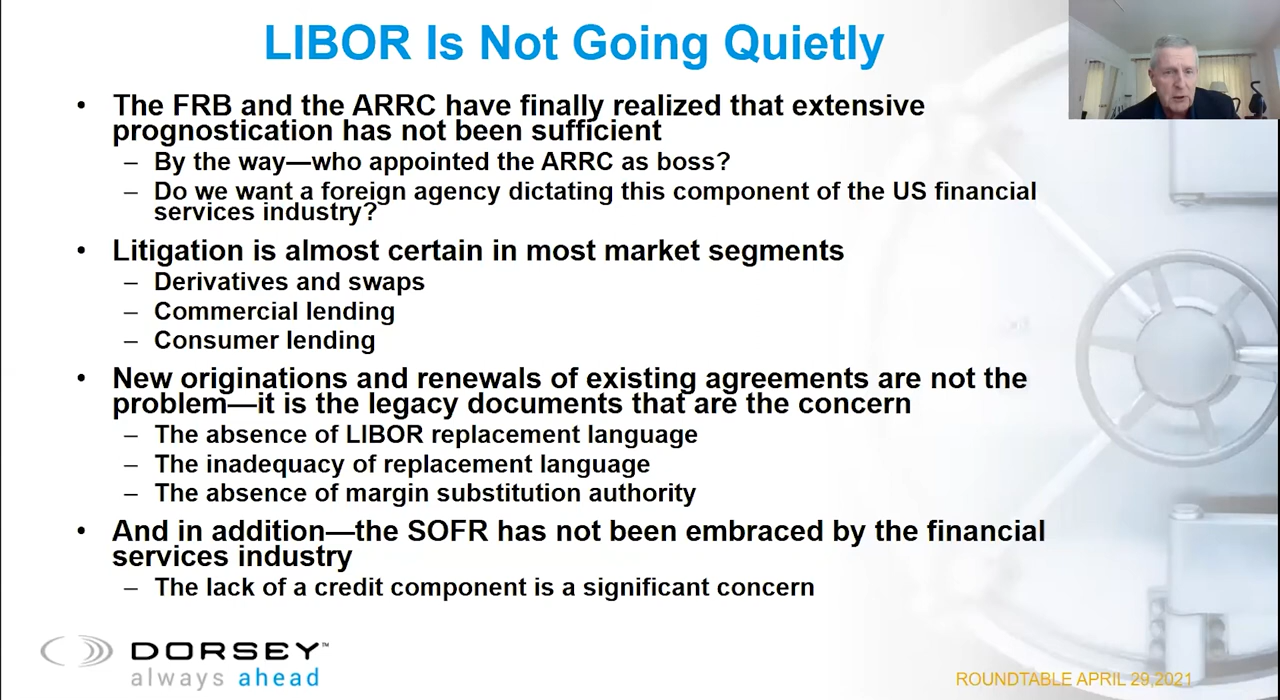 LIBOR Is Not Going Quietly
• The FRB and the ARRC have finally realized that extensive
prognostication has not been sufficient
– By the way—who appointed the ARRC as boss?
– Do we want a foreign agency dictating this component of the US financial
services industry?
• Litigation is almost certain in most market segments
– Derivatives and swaps
– Commercial lending
– Consumer lending
• New originations and renewals of existing agreements are not the
problem—it is the legacy documents that are the concern
– The absence of LIBOR replacement language
– The inadequacy of replacement language
– The absence of margin substitution authority
• And in addition—the SOFR has not been embraced by the financial
services industry
– The lack of a credit component is a significant concern
DORSEY™
always ahead
ROUNDTABLE APRIL 29,2021